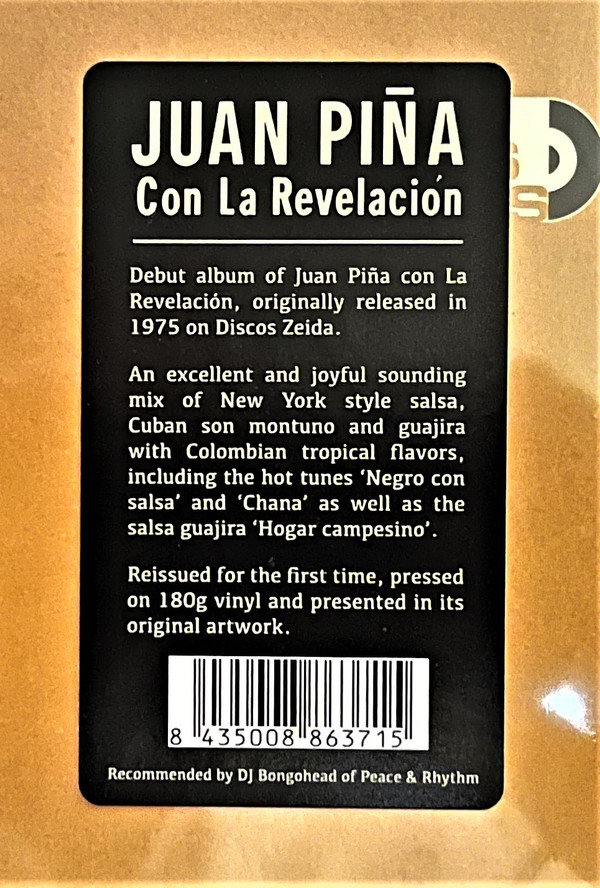 JUAN PIÑA
Con La Revelación
Debut album of Juan Piña con La
Revelación, originally released in
1975 on Discos Zeida.
An excellent and joyful sounding
mix of New York style salsa,
Cuban son montuno and guajira
with Colombian tropical flavors,
including the hot tunes ‘Negro con
salsa’ and ‘Chana’ as well as the
salsa guajira ‘Hogar campesino’.
Reissued for the first time, pressed
on 180g vinyl and presented in its
original artwork.
8 435008 863715
Recommended by DJ Bongohead of Peace & Rhythm